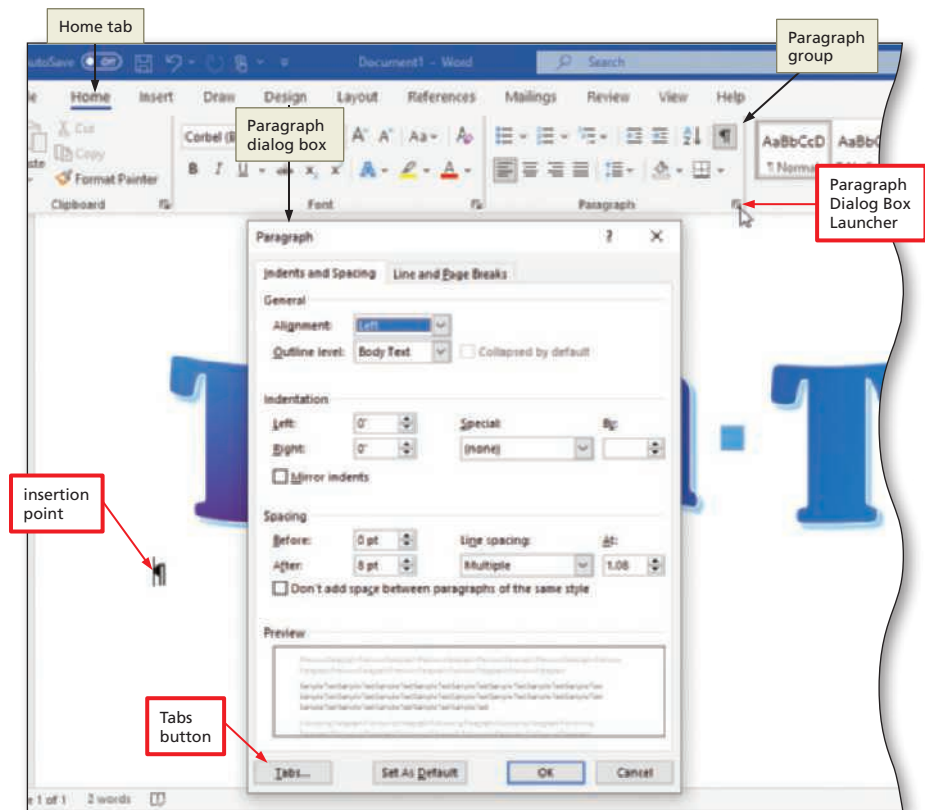 Home tab
Paragraph
group
AutoSave Off Document1 - Word Search
Home Insert Draw Design Layout References Mailings Review View Help
Paragraph
dialog box
Cut
Copy
Format Painter
Corbel
Aa
AaBbCcD AaBbC
B I U ab x x A A
¶ Normal
Clipboard Font Paragraph
Paragraph
Dialog Box
Launcher
Paragraph ? ×
Indents and Spacing Line and Page Breaks
General
Alignment: Left
Outline level: Body Text Collapsed by default
Indentation
Left: 0" Special: By:
Right: 0" (none)
Mirror indents
insertion
point
Spacing
Before: 0 pt Line spacing: At:
After: 8 pt Multiple 1.08
Don't add space between paragraphs of the same style
¶
Preview
Tabs
button
Tabs... Set As Default OK Cancel
1 of 1 2 words